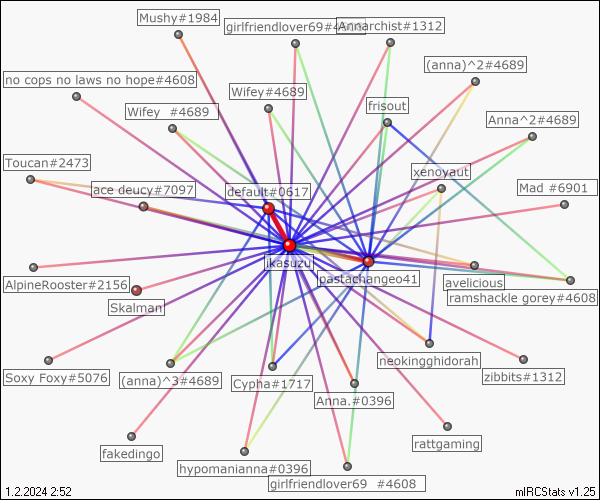 Mushy#1984
girlfriendlover69#4608
Annarchist#1312
(anna)^2#4689
no cops no laws no hope#4608
Wifey #4689
Wifey#4689
frisout
Anna^2#4689
Toucan#2473
ace deucy#7097
default#0617
xenoyaut
Mad #6901
ikasuzu
pastachangeo41
avelicious
AlpineRooster#2156
Skalman
ramshackle gorey#4608
Soxy Foxy#5076
(anna)^3#4689
Cypha#1717
neokingghidorah
zibbits#1312
Anna.#0396
fakedingo
rattgaming
hypomanianna#0396
girlfriendlover69 #4608
1.2.2024 2:52
mIRCStats v1.25